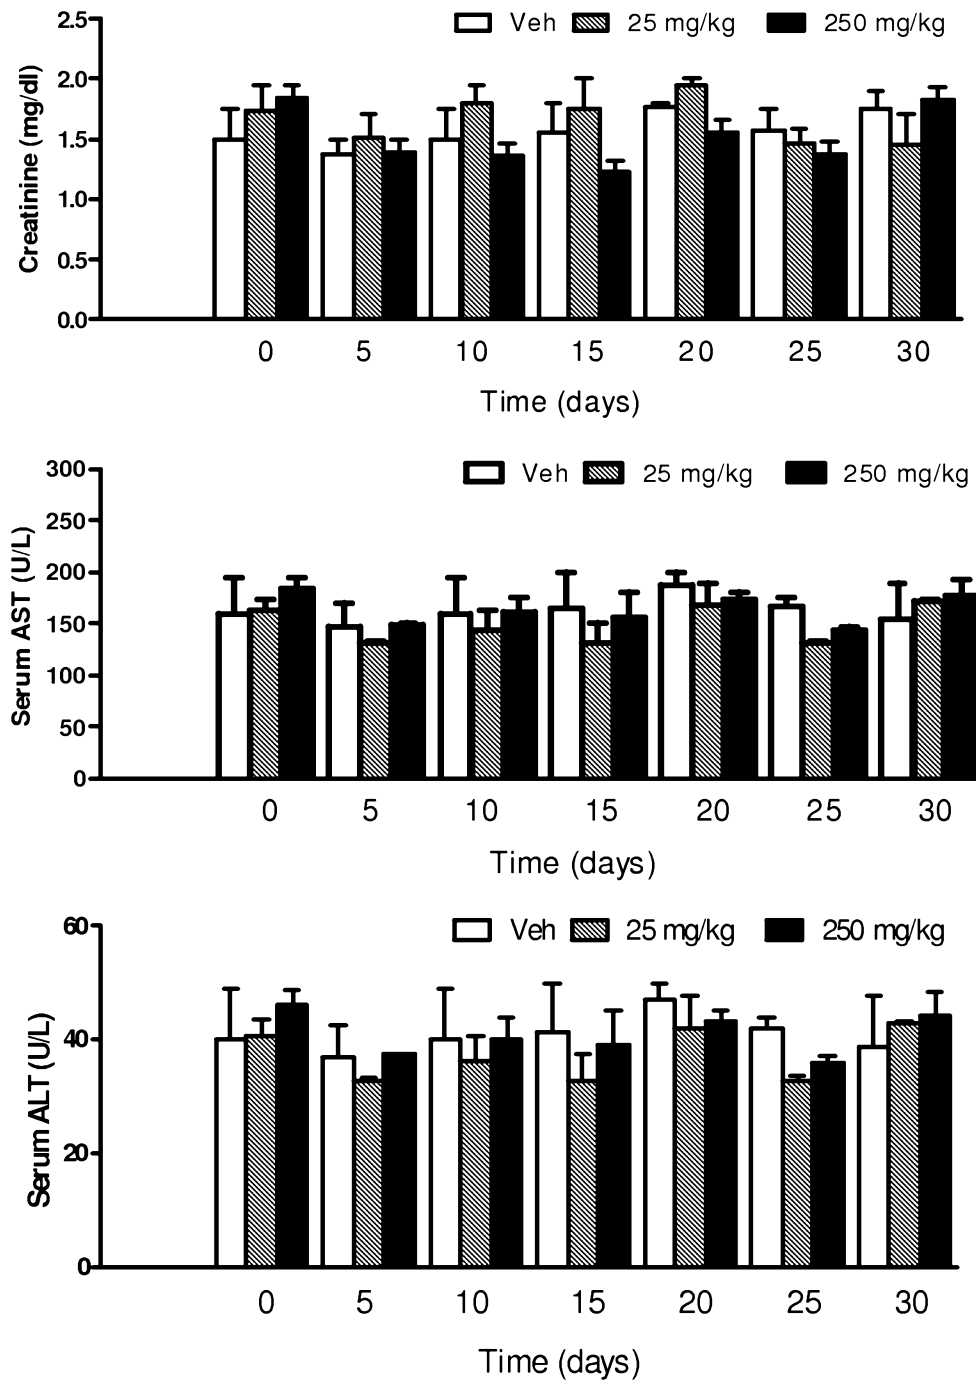 2.5
Veh 25 mg/kg 250 mg/kg
2.0
1.5
1.0
0.5
0.0
Creatinine (mg/dl)
0 5 10 15 20 25 30
Time (days)
300
Veh 25 mg/kg 250 mg/kg
250
200
150
100
50
0
Serum AST (U/L)
0 5 10 15 20 25 30
Time (days)
60
Veh 25 mg/kg 250 mg/kg
40
20
0
Serum ALT (U/L)
0 5 10 15 20 25 30
Time (days)